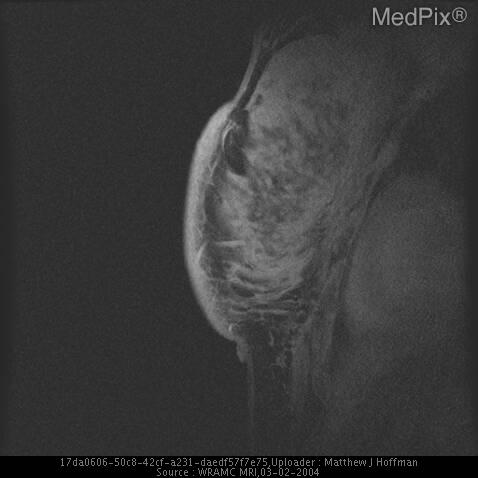 MedPix®
17da0606-50c8-42cf-a231-daedf57f7e75,Uploader : Matthew J Hoffman
Source : WRAMC MRI,03-02-2004